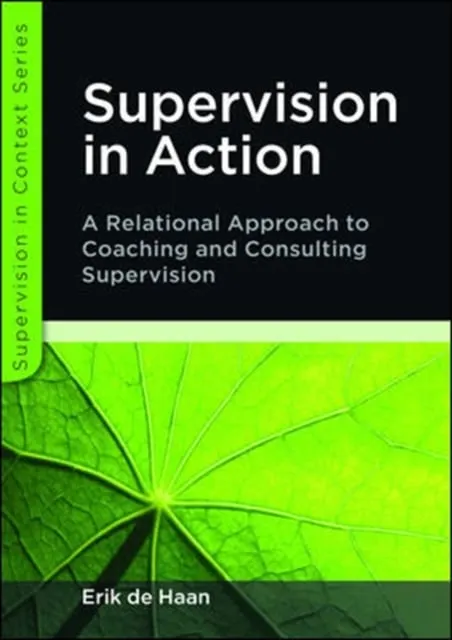 Supervision in Context Series
Supervision
in Action
A Relational Approach to
Coaching and Consulting
Supervision
Erik de Haan